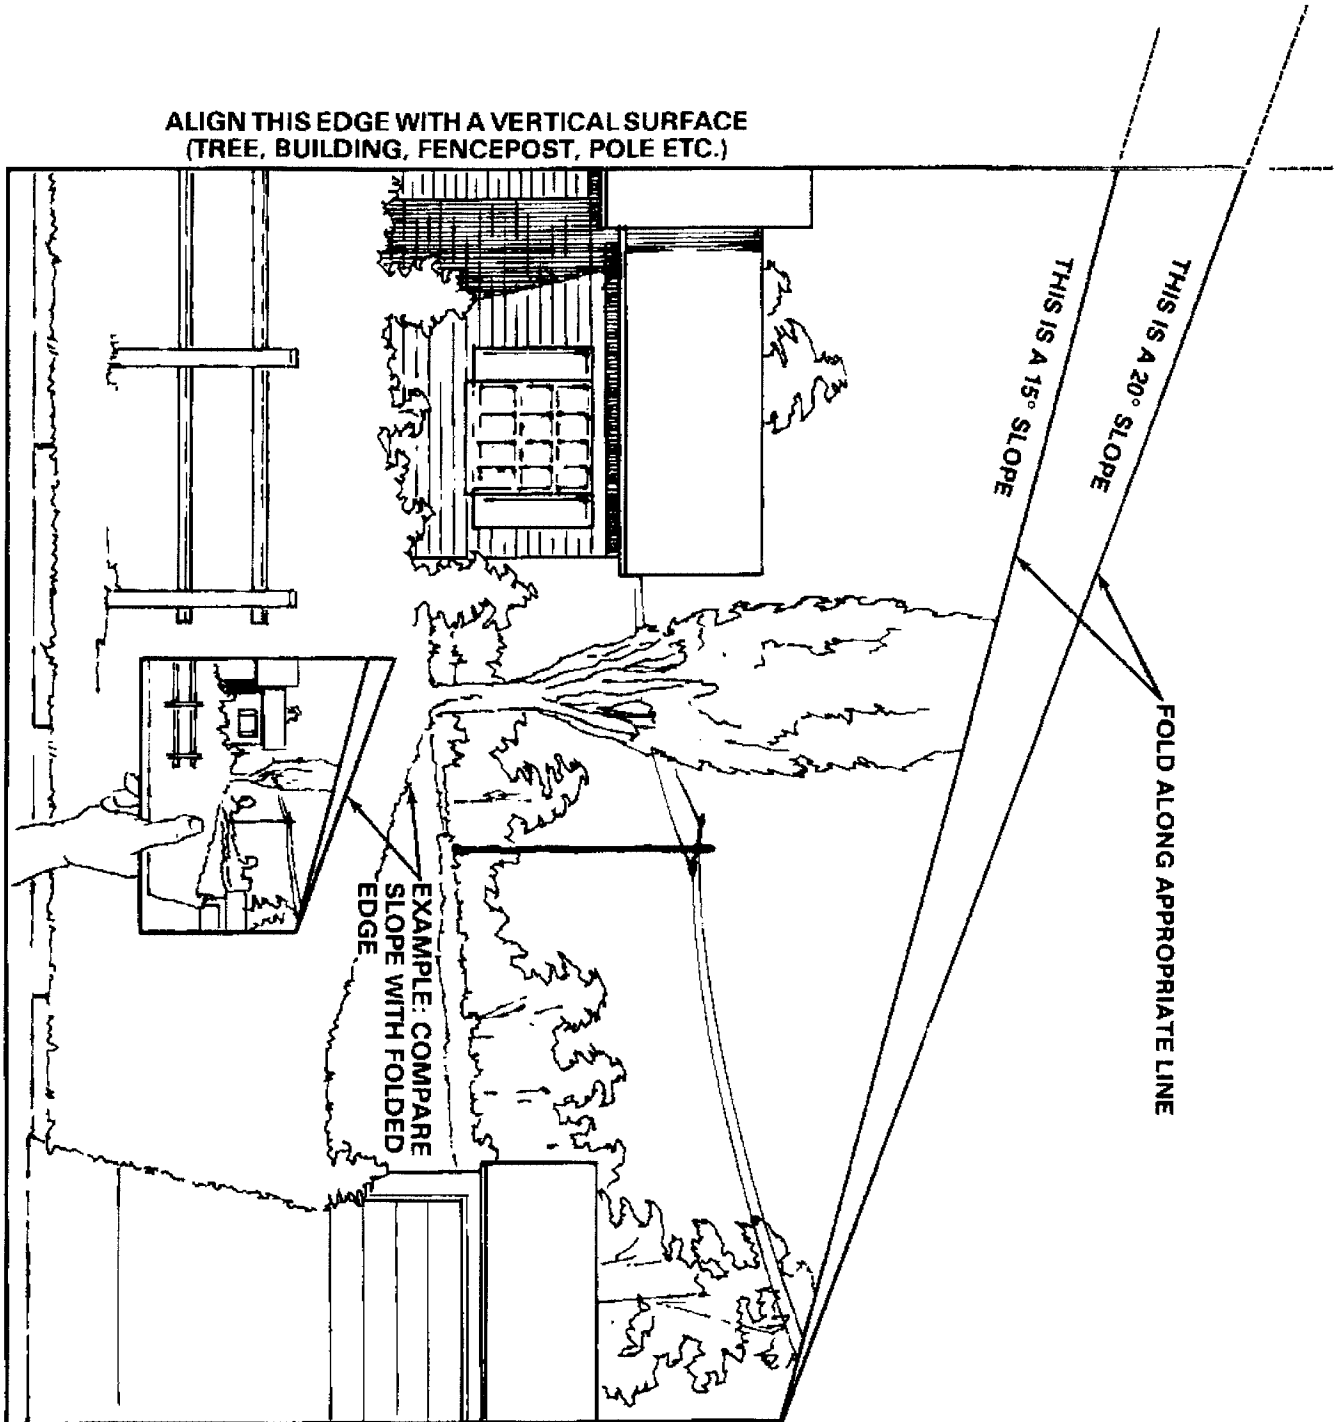 ALIGN THIS EDGE WITH A VERTICAL SURFACE
(TREE, BUILDING, FENCEPOST, POLE ETC.)
THIS IS A 20° SLOPE
THIS IS A 15° SLOPE
FOLD ALONG APPROPRIATE LINE
EXAMPLE: COMPARE
SLOPE WITH FOLDED
EDGE